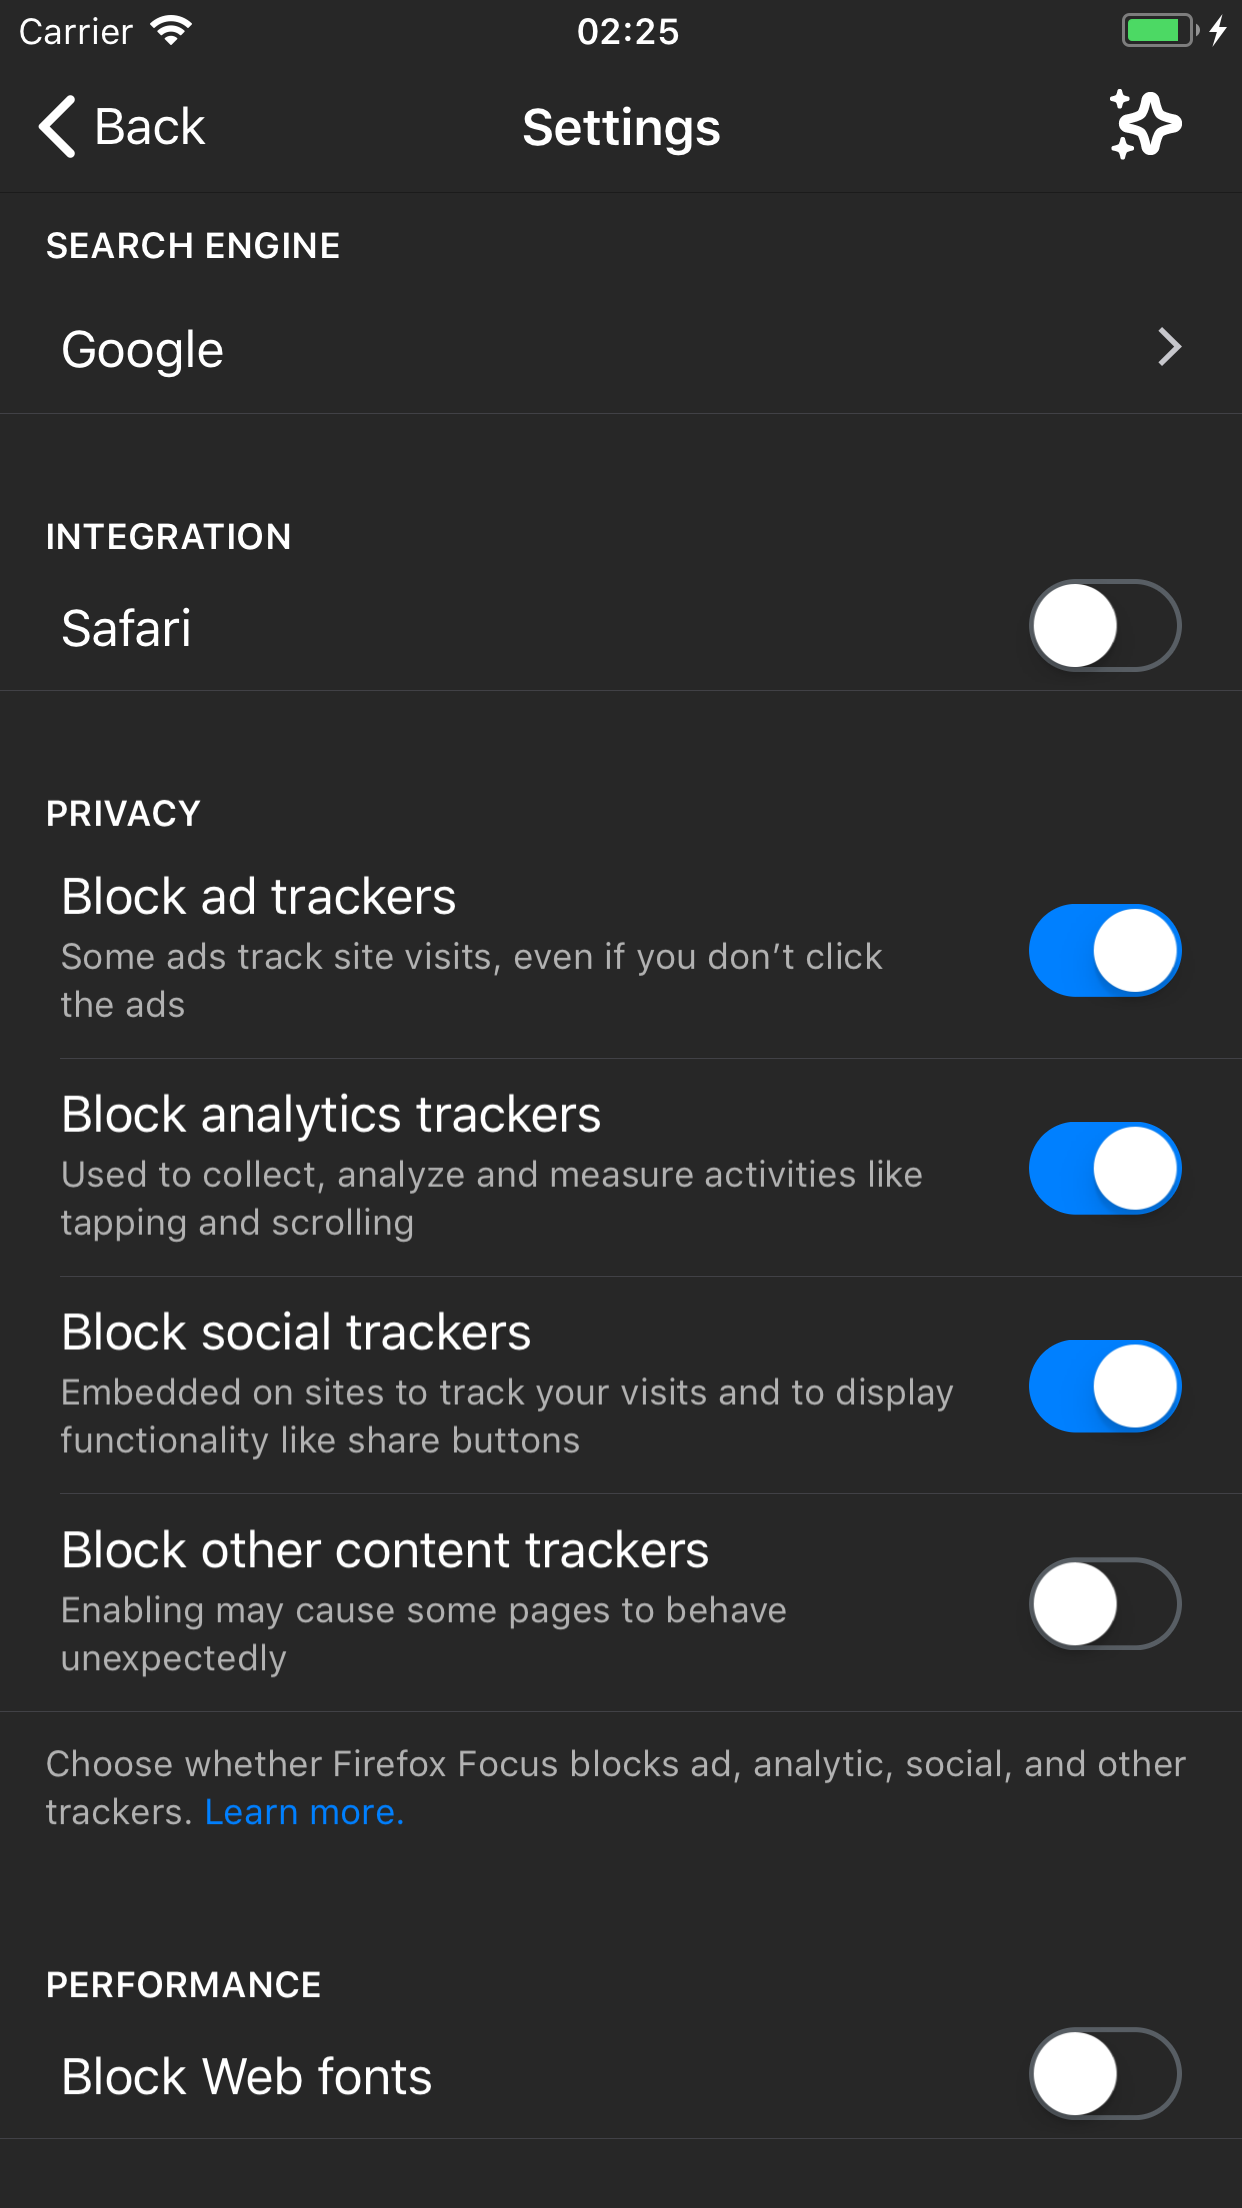 Carrier 02:25
Back Settings
SEARCH ENGINE
Google
INTEGRATION
Safari
PRIVACY
Block ad trackers
Some ads track site visits, even if you don’t click
the ads
Block analytics trackers
Used to collect, analyze and measure activities like
tapping and scrolling
Block social trackers
Embedded on sites to track your visits and to display
functionality like share buttons
Block other content trackers
Enabling may cause some pages to behave
unexpectedly
Choose whether Firefox Focus blocks ad, analytic, social, and other
trackers. Learn more.
PERFORMANCE
Block Web fonts